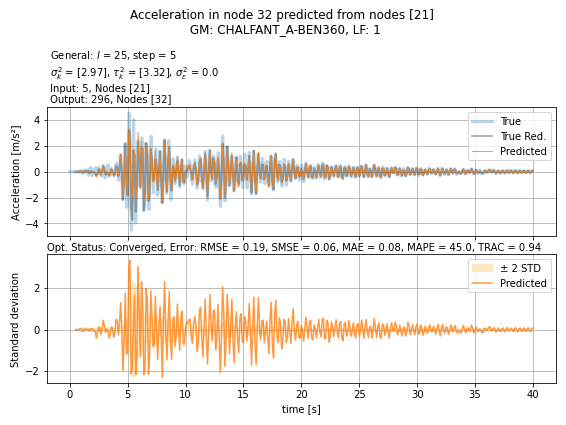 Acceleration in node 32 predicted from nodes [21]
GM: CHALFANT_A-BEN360, LF: 1
General: l = 25, step = 5
σ²ₖ = [2.97], τ²ₖ = [3.32], σ²ε = 0.0
Input: 5, Nodes [21]
Output: 296, Nodes [32]
Acceleration [m/s²]
4
2
0
−2
−4
True
True Red.
Predicted
Opt. Status: Converged, Error: RMSE = 0.19, SMSE = 0.06, MAE = 0.08, MAPE = 45.0, TRAC = 0.94
Standard deviation
2
0
−2
± 2 STD
Predicted
0 5 10 15 20 25 30 35 40
time [s]